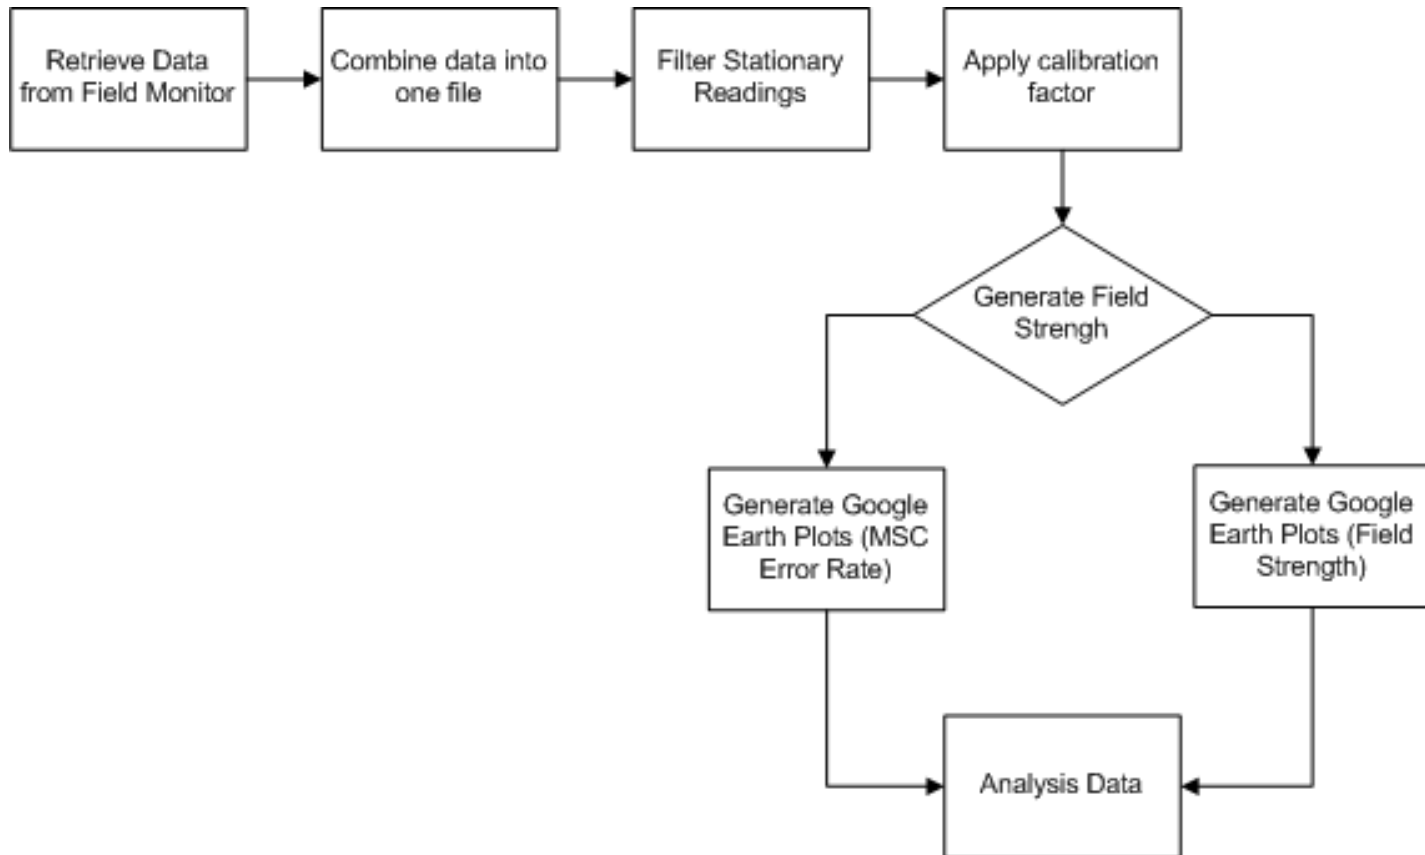 Retrieve Data
from Field Monitor
Combine data into
one file
Filter Stationary
Readings
Apply calibration
factor
Generate Field
Strengh
Generate Google
Earth Plots (MSC
Error Rate)
Generate Google
Earth Plots (Field
Strength)
Analysis Data